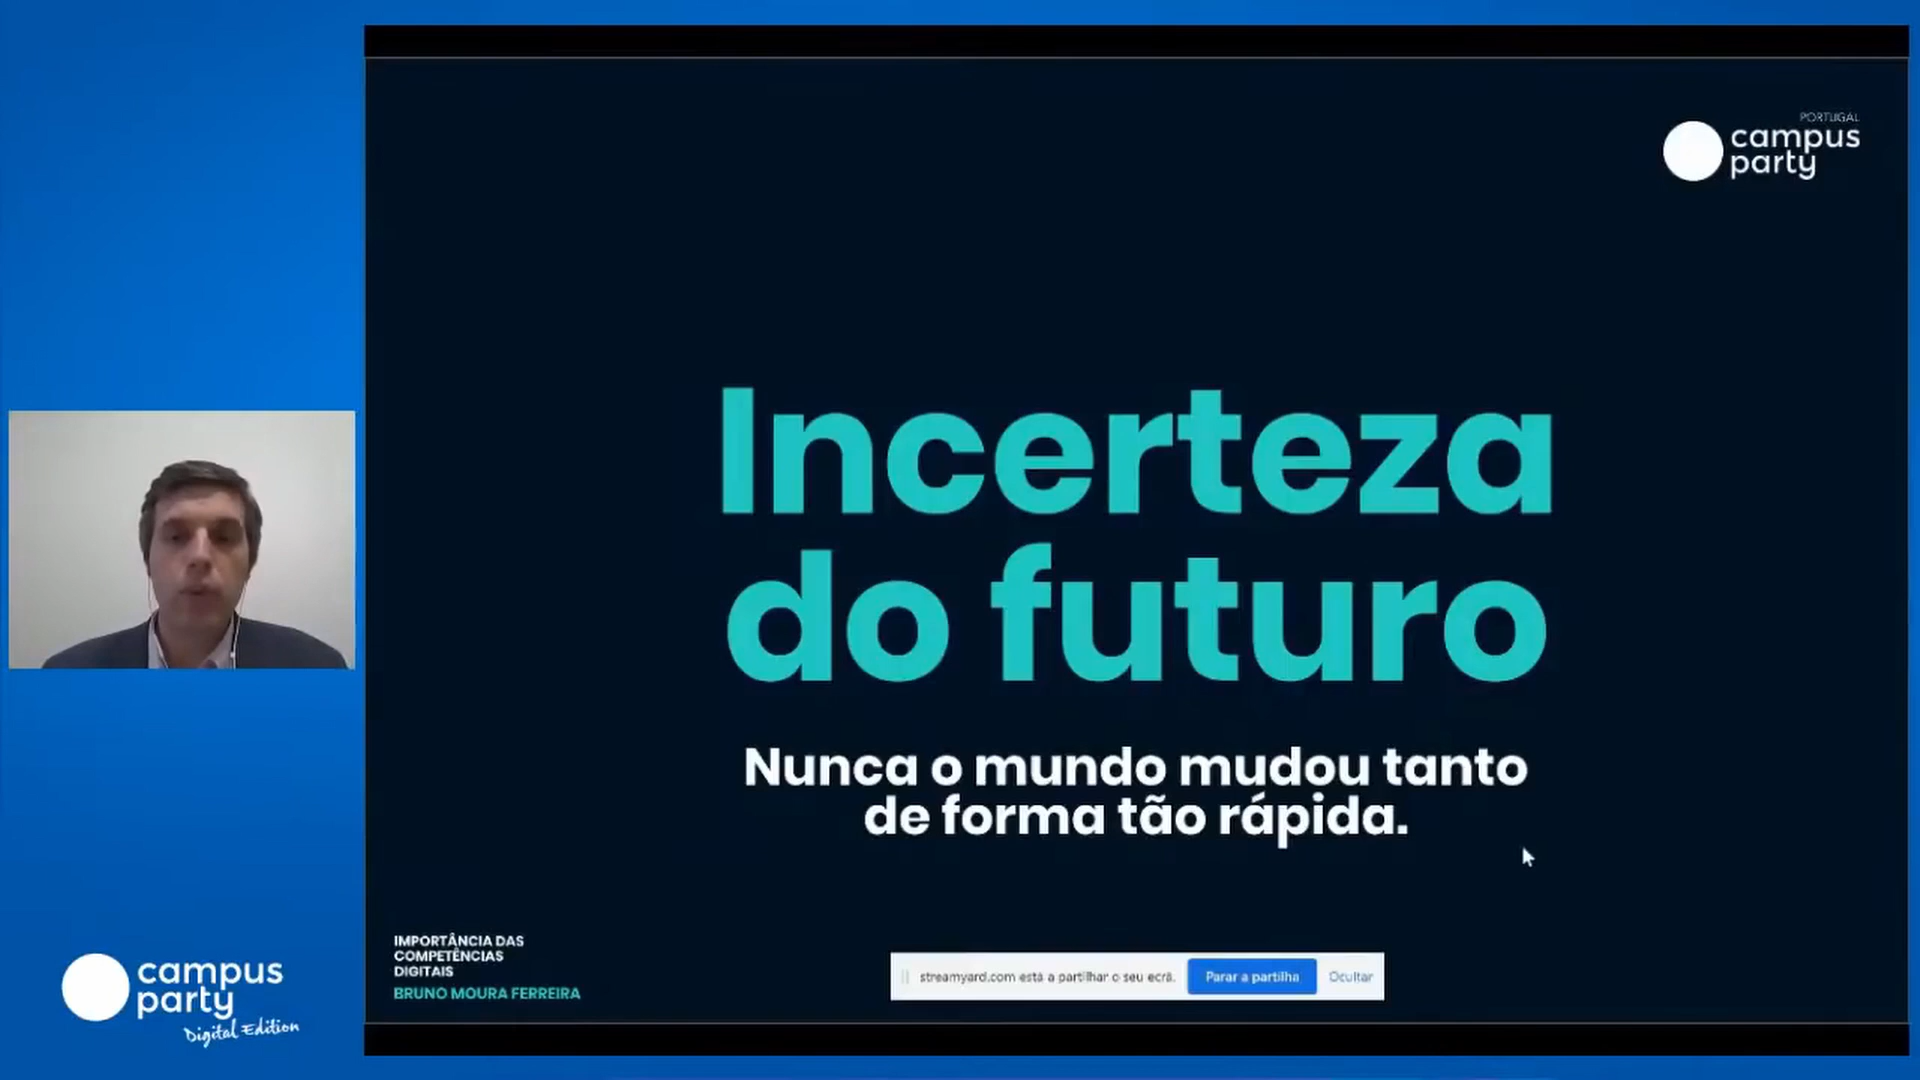 PORTUGAL
campus
party
Incerteza
do futuro
Nunca o mundo mudou tanto
de forma tão rápida.
IMPORTÂNCIA DAS
COMPETÊNCIAS
DIGITAIS
BRUNO MOURA FERREIRA
streamyard.com está a partilhar o seu ecrã.
Parar a partilha
Ocultar
campus
party
Digital Edition